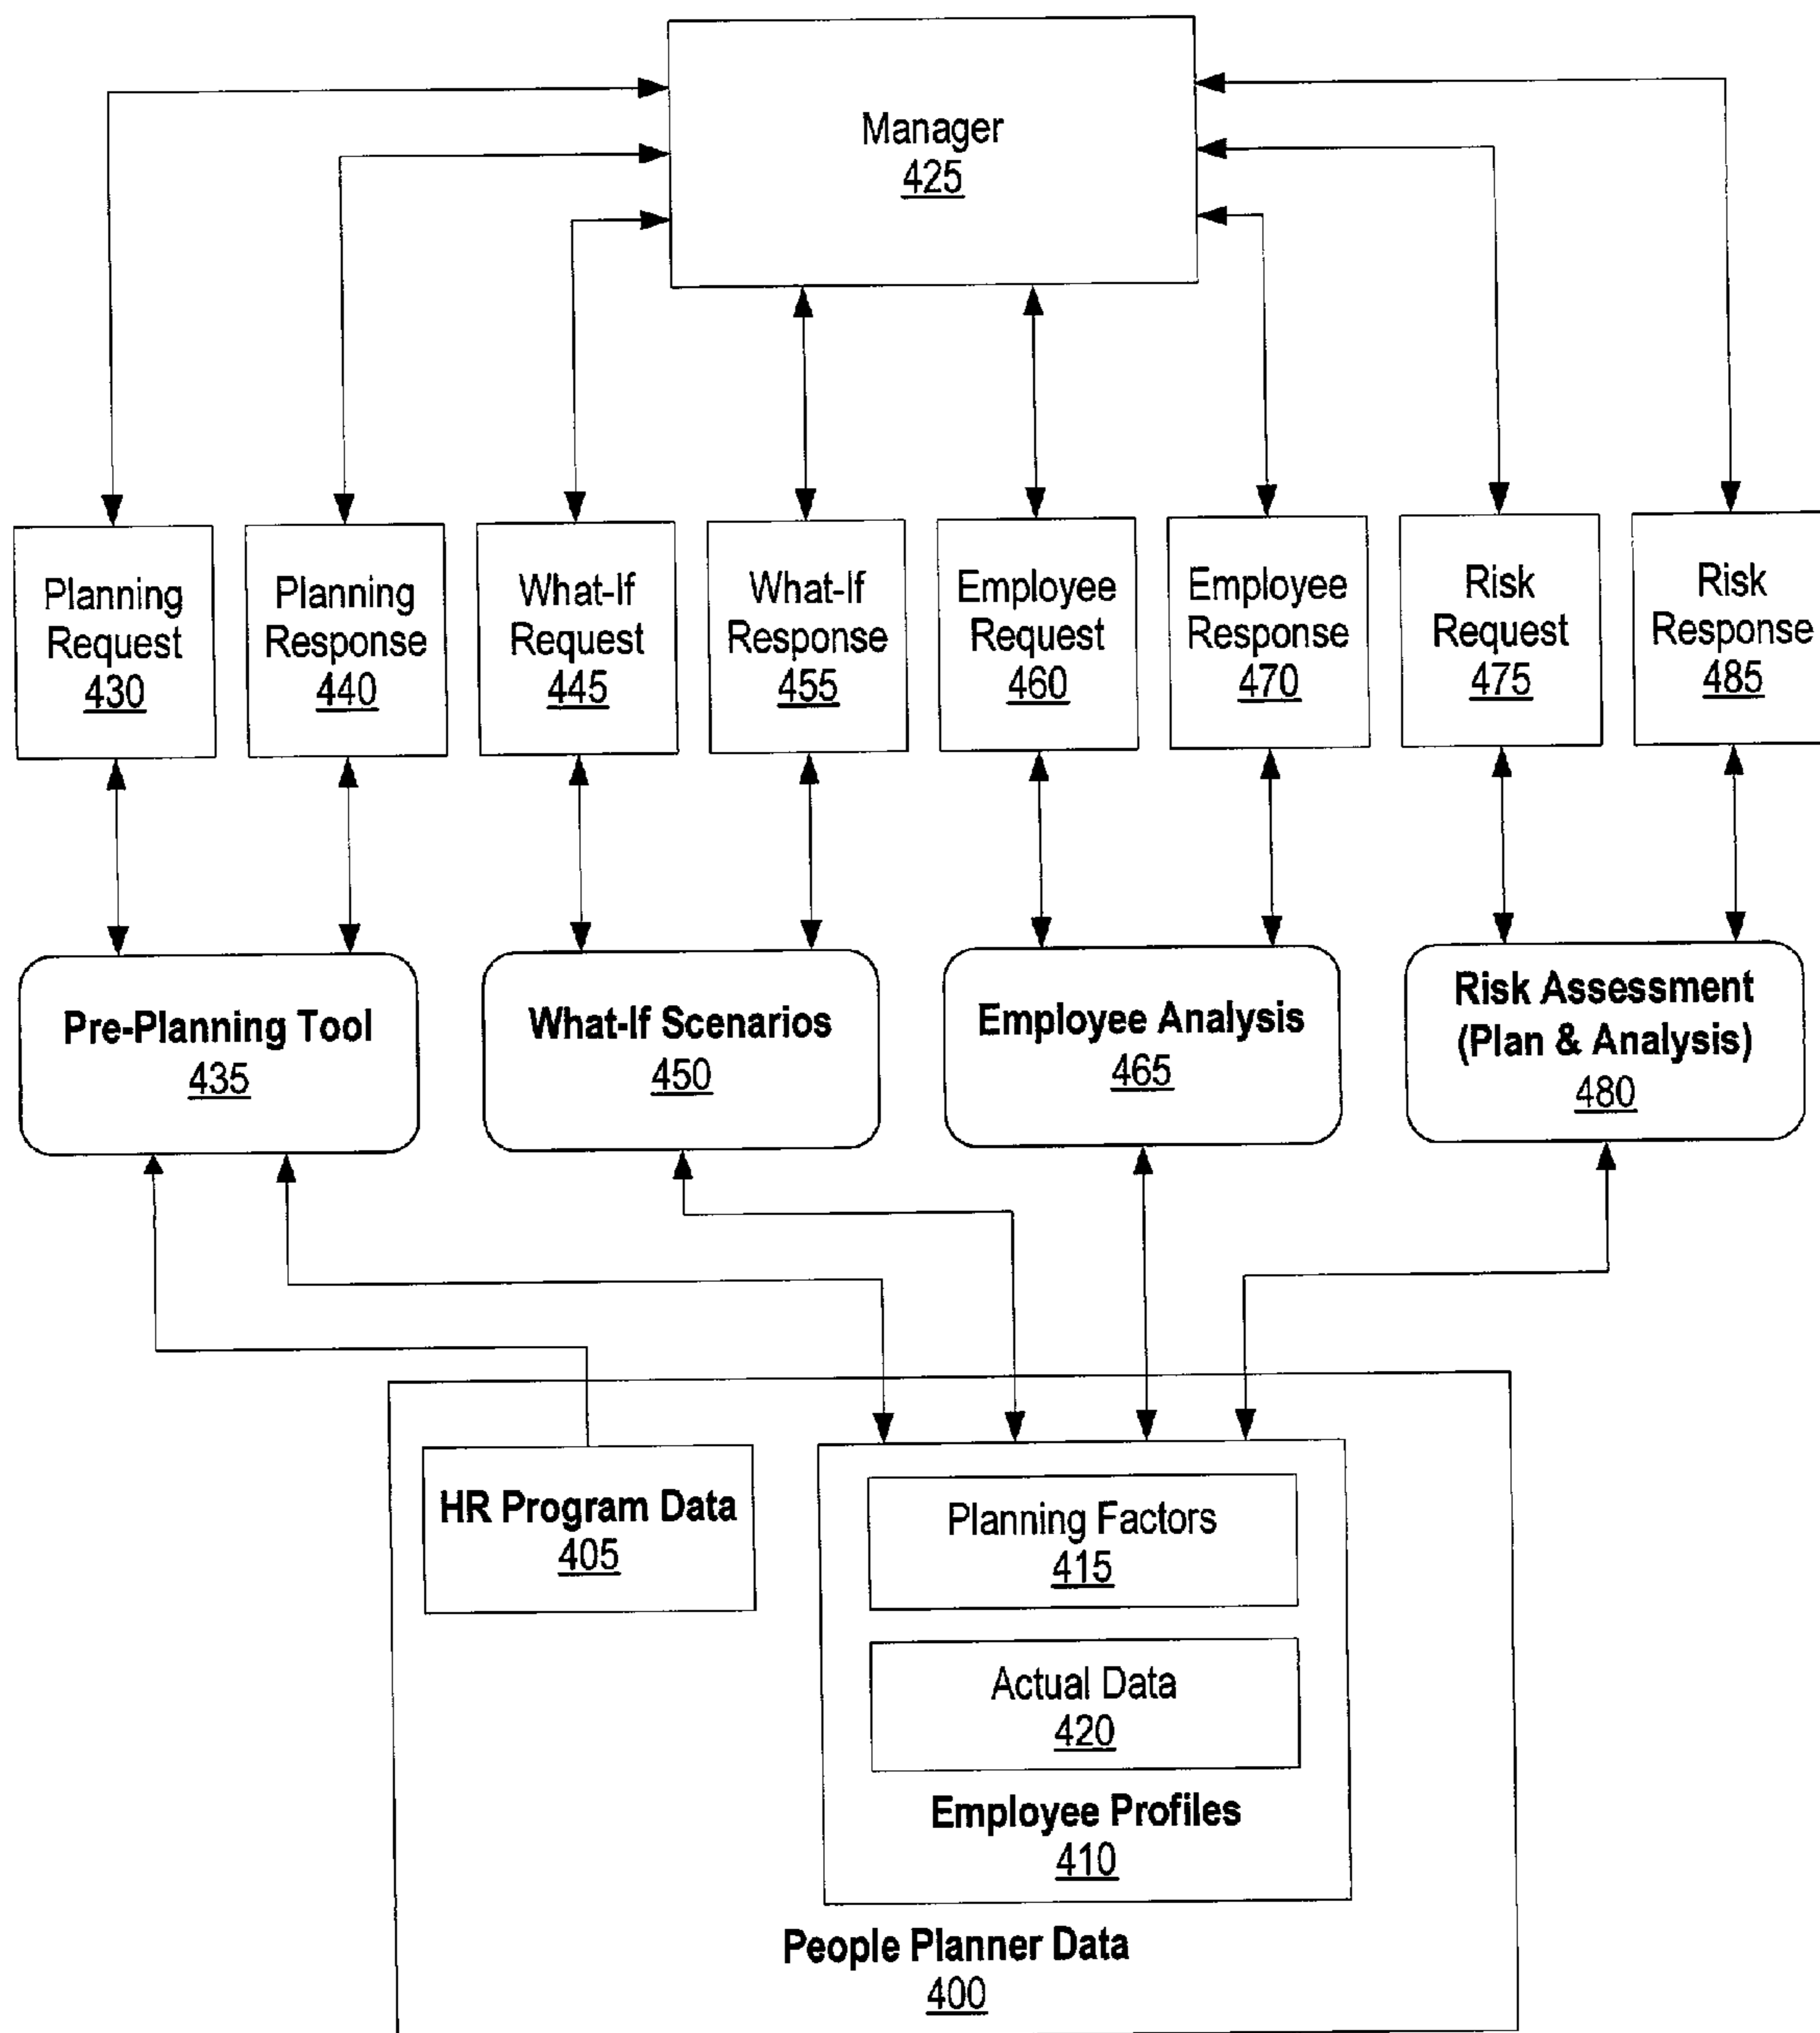 Manager
425
Planning
Request
430
Planning
Response
440
What-If
Request
445
What-If
Response
455
Employee
Request
460
Employee
Response
470
Risk
Request
475
Risk
Response
485
Pre-Planning Tool
435
What-If Scenarios
450
Employee Analysis
465
Risk Assessment
(Plan & Analysis)
480
HR Program Data
405
Planning Factors
415
Actual Data
420
Employee Profiles
410
People Planner Data
400